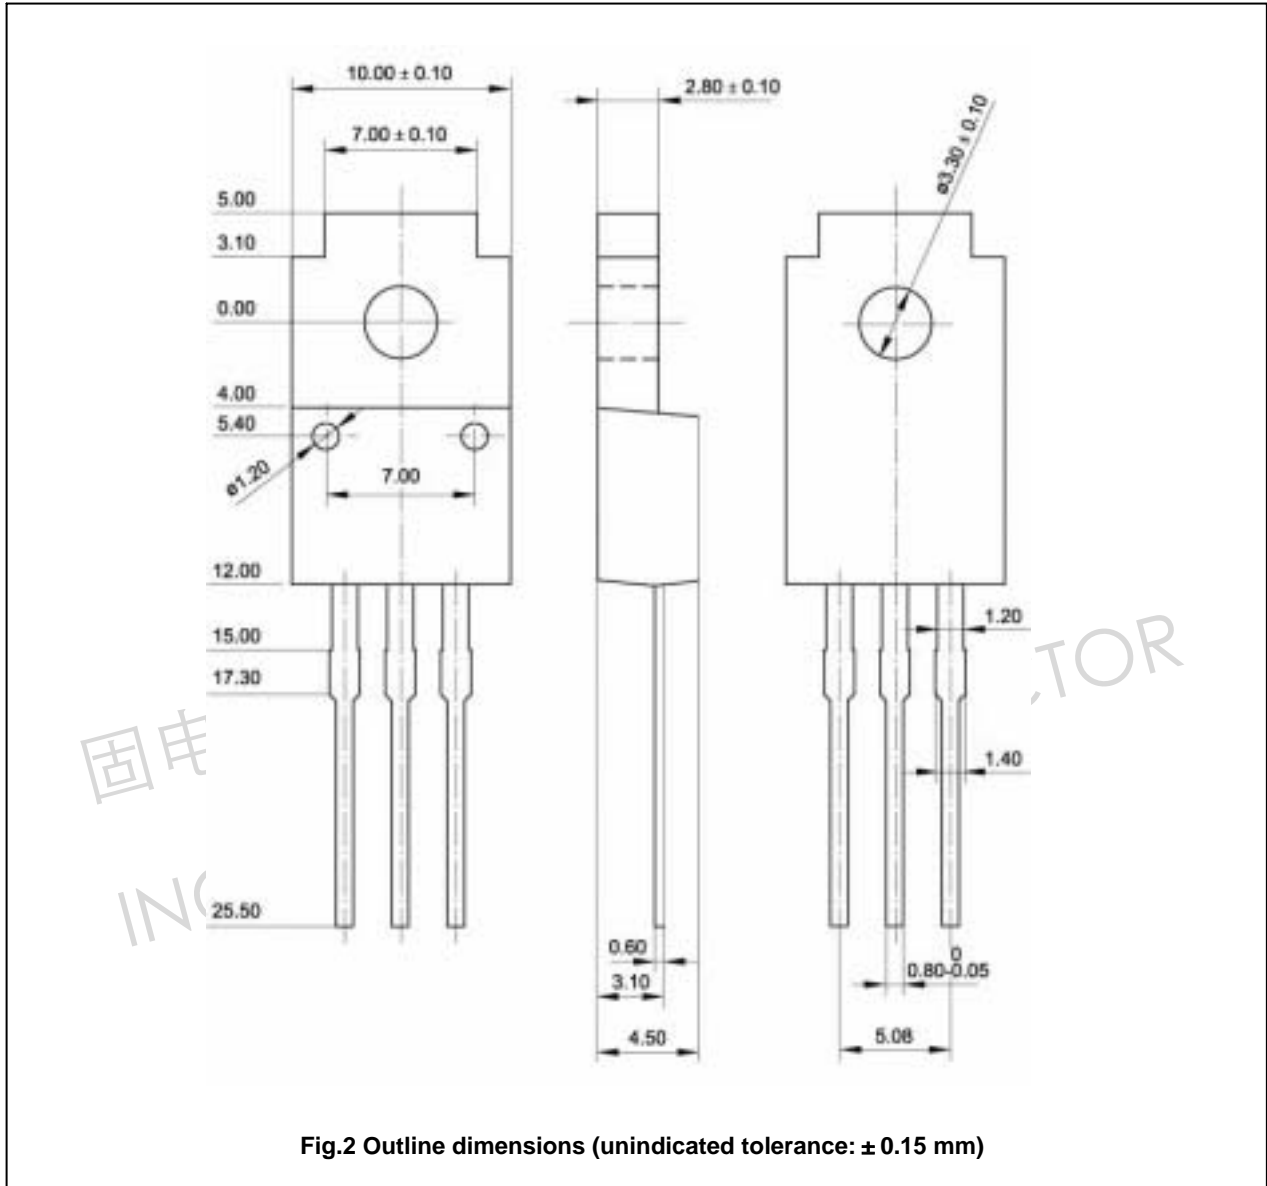 10.00 ± 0.10
2.80 ± 0.10
7.00 ± 0.10
ø3.30 ± 0.10
5.00
3.10
0.00
4.00
5.40
ø1.20
7.00
12.00
15.00
17.30
1.20
1.40
固电
TOR
INC
25.50
0.60
3.10
4.50
0
0.80-0.05
5.08
Fig.2 Outline dimensions (unindicated tolerance: ± 0.15 mm)